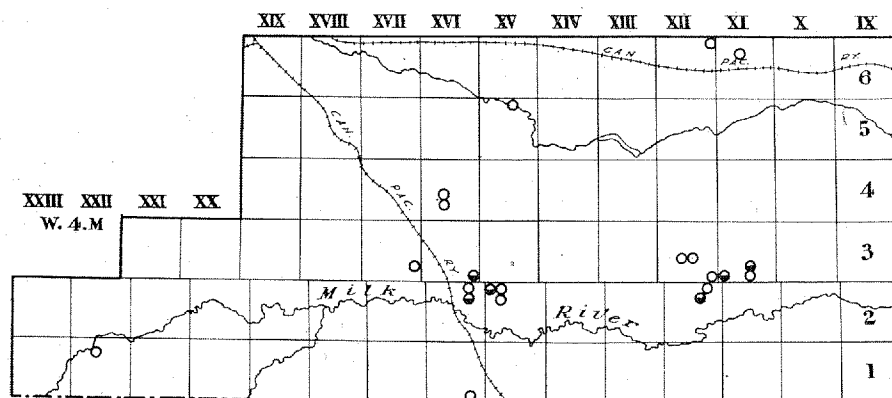 XIX XVIII XVII XVI XV XIV XIII XII XI X IX
CAN. PAC. RY.
6
CAN. PAC. RY.
5
4
XXIII XXII XXI XX
W. 4. M
3
Milk River
2
1